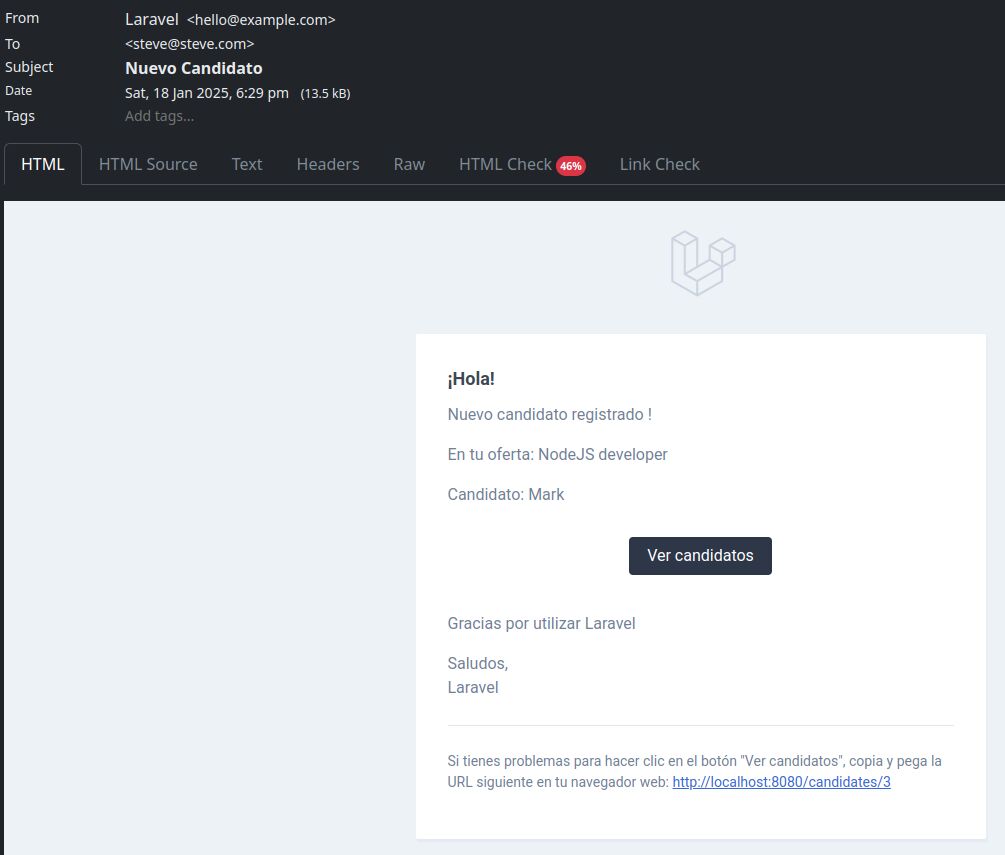 From Laravel <hello@example.com>
To <steve@steve.com>
Subject Nuevo Candidato
Date Sat, 18 Jan 2025, 6:29 pm (13.5 kB)
Tags Add tags...
HTML HTML Source Text Headers Raw HTML Check 46% Link Check
¡Hola!
Nuevo candidato registrado !
En tu oferta: NodeJS developer
Candidato: Mark
Ver candidatos
Gracias por utilizar Laravel
Saludos,
Laravel
Si tienes problemas para hacer clic en el botón "Ver candidatos", copia y pega la
URL siguiente en tu navegador web: http://localhost:8080/candidates/3